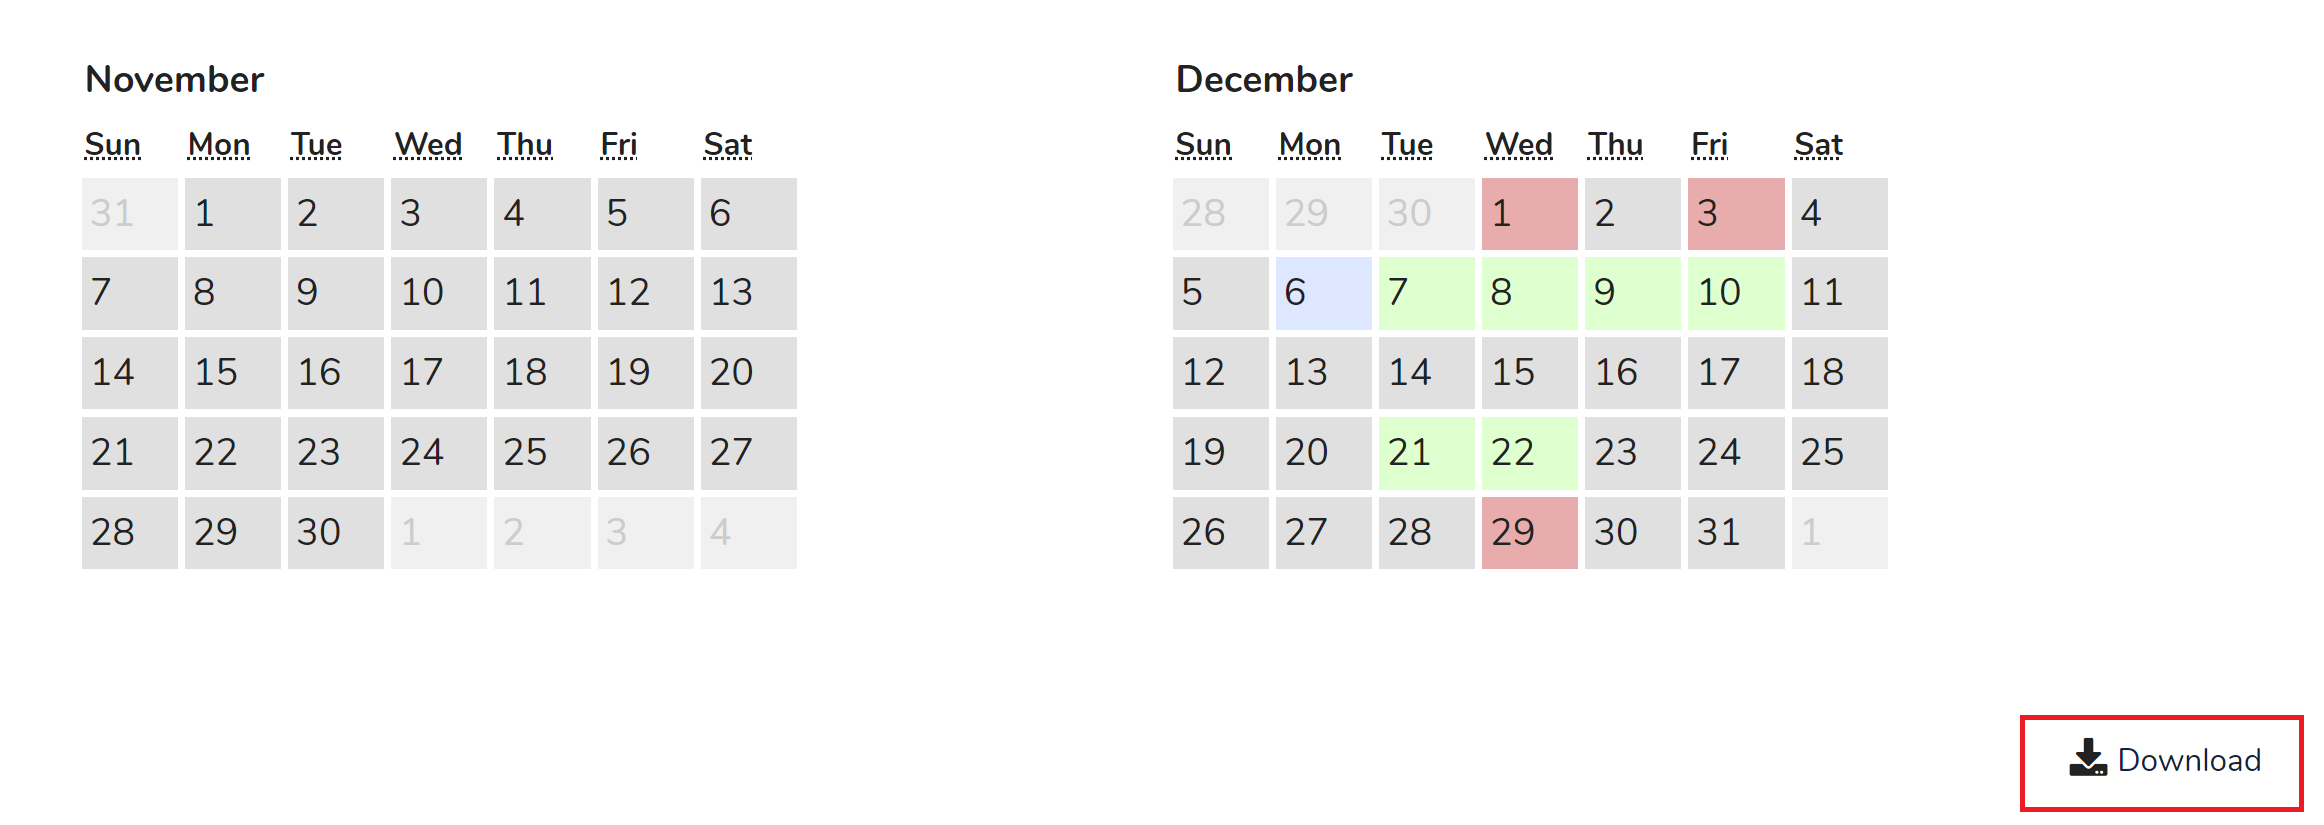 November
Sun Mon Tue Wed Thu Fri Sat
31 1 2 3 4 5 6
7 8 9 10 11 12 13
14 15 16 17 18 19 20
21 22 23 24 25 26 27
28 29 30 1 2 3 4
December
Sun Mon Tue Wed Thu Fri Sat
28 29 30 1 2 3 4
5 6 7 8 9 10 11
12 13 14 15 16 17 18
19 20 21 22 23 24 25
26 27 28 29 30 31 1
Download